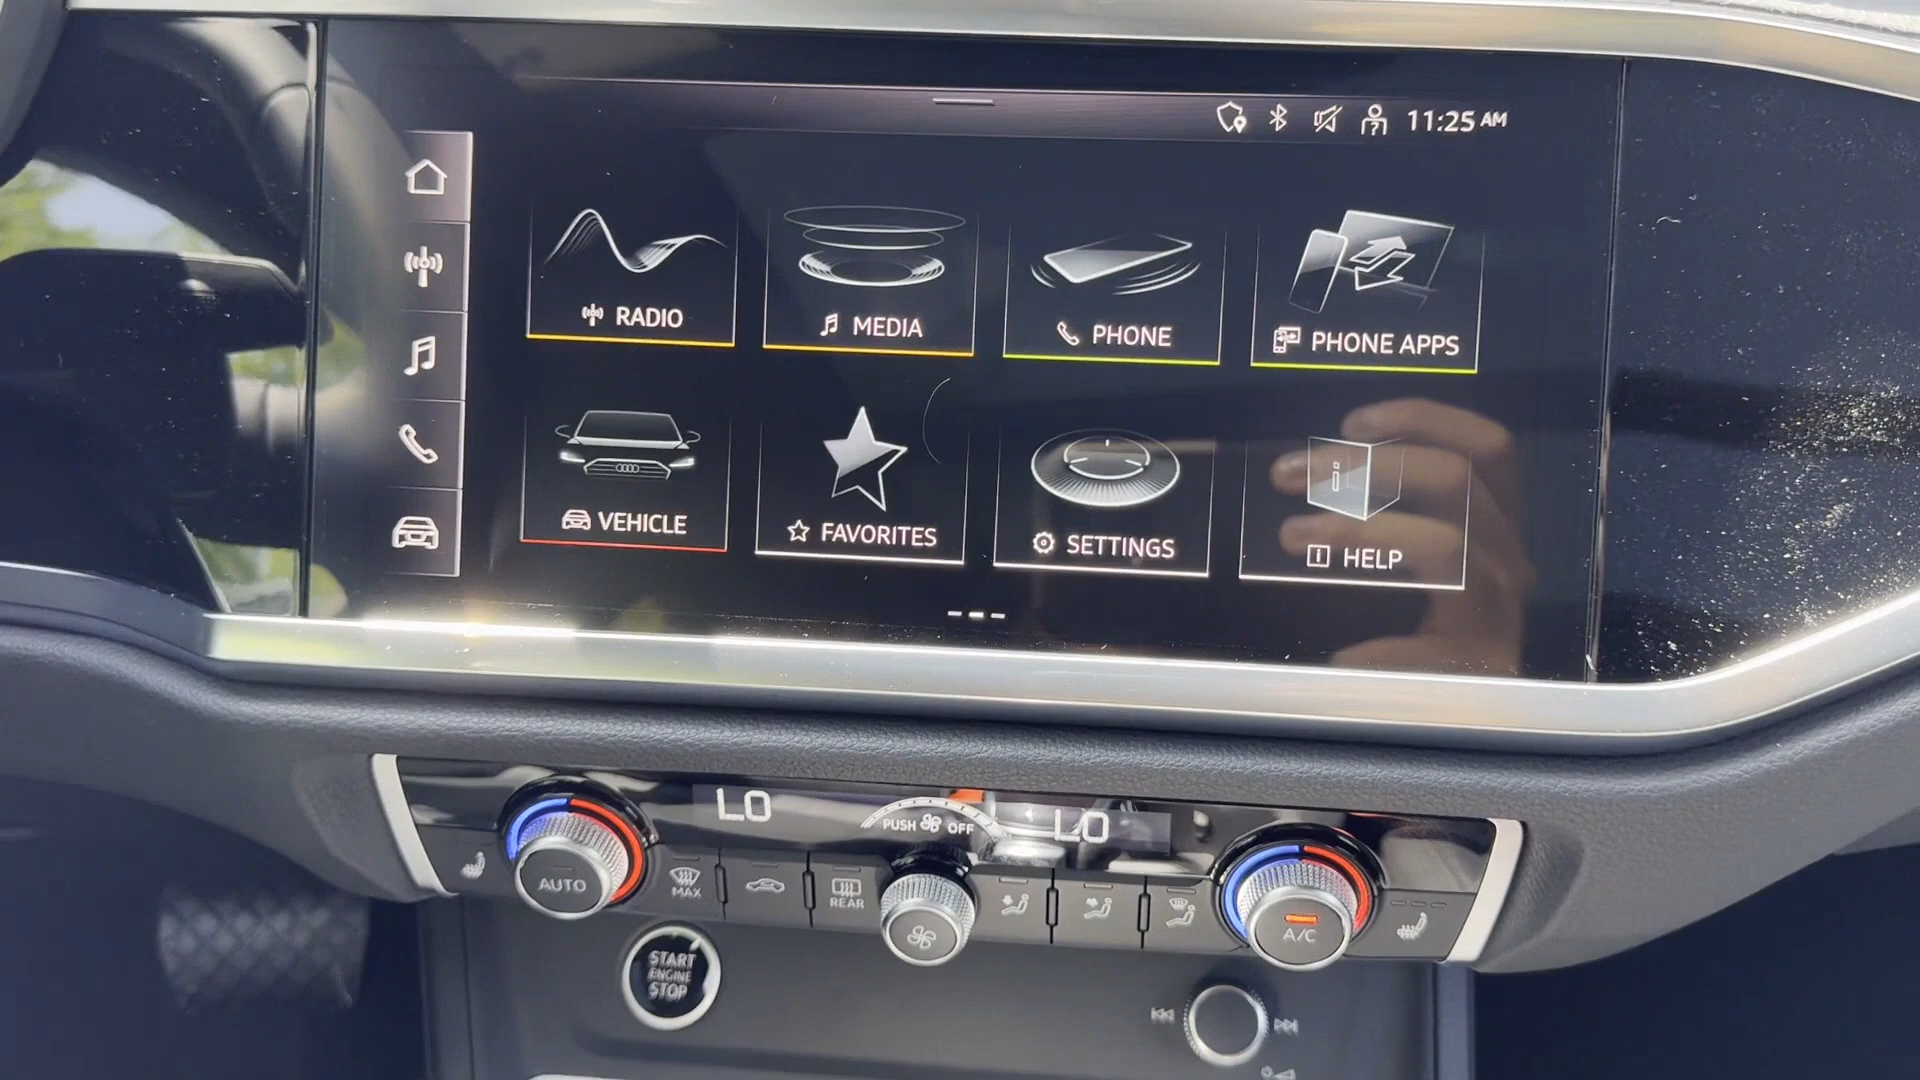 11:25 AM
RADIO
MEDIA
PHONE
PHONE APPS
VEHICLE
FAVORITES
SETTINGS
HELP
LO
PUSH OFF
LO
AUTO
MAX
REAR
A/C
START
ENGINE
STOP